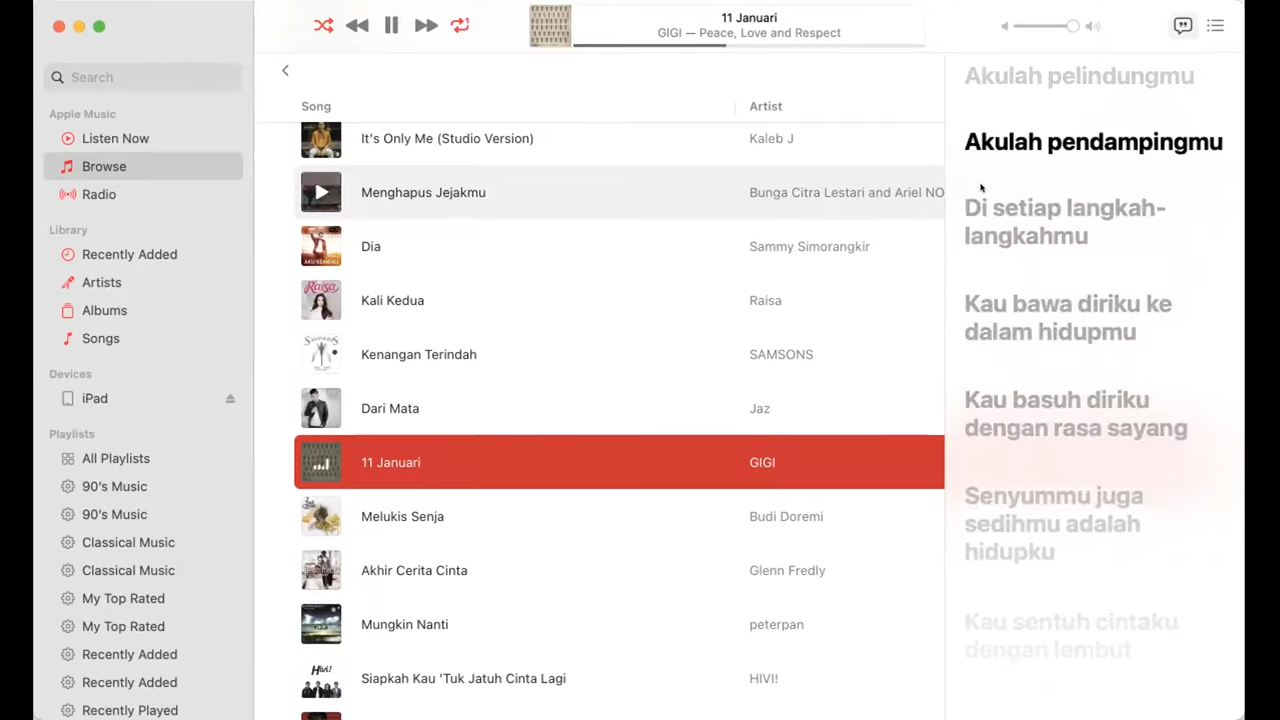 11 Januari
GIGI — Peace, Love and Respect
Search
Apple Music
Listen Now
Browse
Radio
Library
Recently Added
Artists
Albums
Songs
Devices
iPad
Playlists
All Playlists
90's Music
90's Music
Classical Music
Classical Music
My Top Rated
My Top Rated
Recently Added
Recently Added
Recently Played
Song Artist
It's Only Me (Studio Version) Kaleb J
Menghapus Jejakmu Bunga Citra Lestari and Ariel NO
Dia Sammy Simorangkir
Kali Kedua Raisa
Kenangan Terindah SAMSONS
Dari Mata Jaz
11 Januari GIGI
Melukis Senja Budi Doremi
Akhir Cerita Cinta Glenn Fredly
Mungkin Nanti peterpan
Siapkah Kau 'Tuk Jatuh Cinta Lagi HIVI!
Raisa
Hivi!
Akulah pelindungmu
Akulah pendampingmu
Di setiap langkah-
langkahmu
Kau bawa diriku ke
dalam hidupmu
Kau basuh diriku
dengan rasa sayang
Senyummu juga
sedihmu adalah
hidupku
Kau sentuh cintaku
dengan lembut